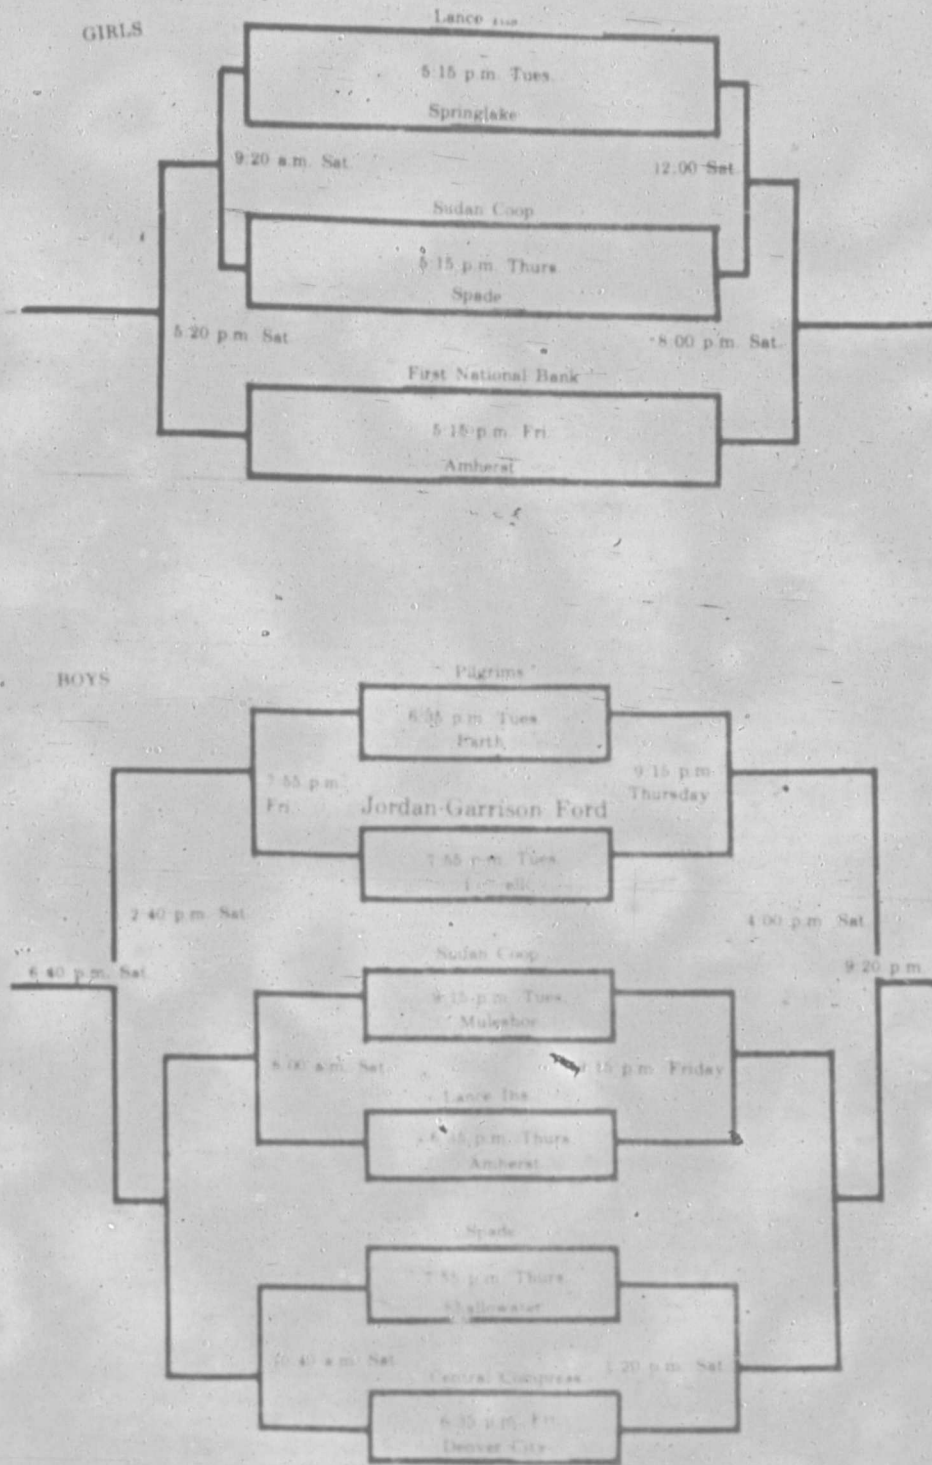 GIRLS
Lance
5:15 p.m. Tues.
Springlake
9:20 a.m. Sat.
12:00 Sat.
Sudan Coop
5:15 p.m. Thurs.
Spade
5:20 p.m. Sat.
8:00 p.m. Sat.
First National Bank
5:15 p.m. Fri.
Amherst
BOYS
Pilgrims
6:35 p.m. Tues.
Earth
7:55 p.m.
Fri.
9:15 p.m.
Thursday
Jordan-Garrison Ford
7:55 p.m. Tues.
2:40 p.m. Sat.
4:00 p.m. Sat.
Sudan Coop
6:40 p.m. Sat.
9:20 p.m.
9:15 p.m. Tues.
Muleshoe
8:00 a.m. Sat.
p.m. Friday
Lance Ins.
6:35 p.m. Thurs.
Amherst
Spade
7:55 p.m. Thurs.
Shallowater
10:40 a.m. Sat.
1:20 p.m. Sat.
Central Compress
6:35 p.m. Fri.
Denver City